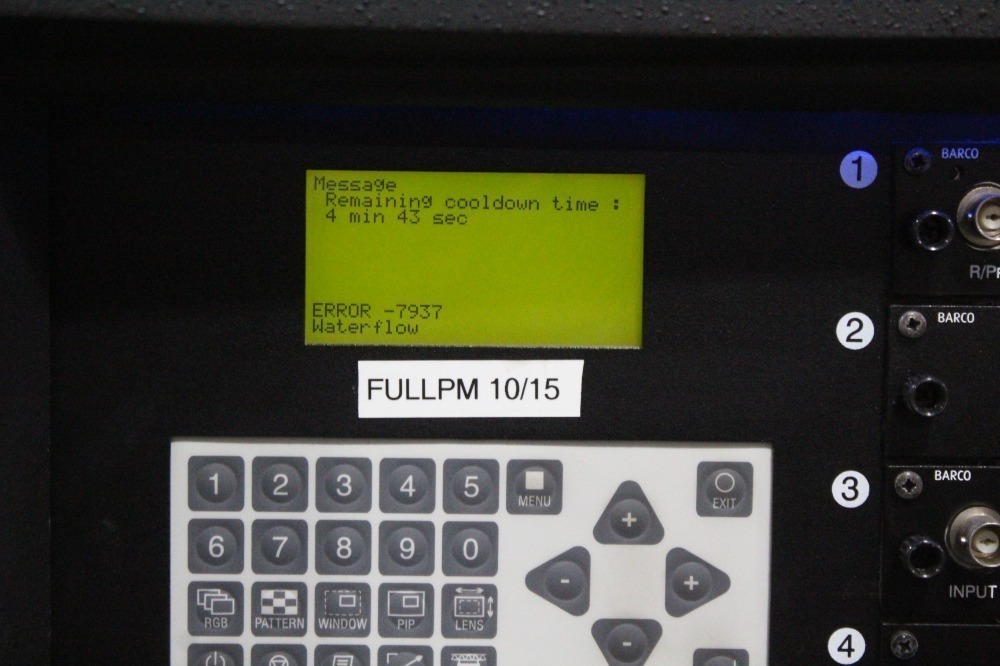 Message
Remaining cooldown time :
4 min 43 sec
ERROR -7937
Waterflow
FULLPM 10/15
1 2 3 4 5 MENU EXIT
6 7 8 9 0
+
- +
-
RGB PATTERN WINDOW PIP LENS
1 BARCO
2 BARCO
3 BARCO
INPUT
4